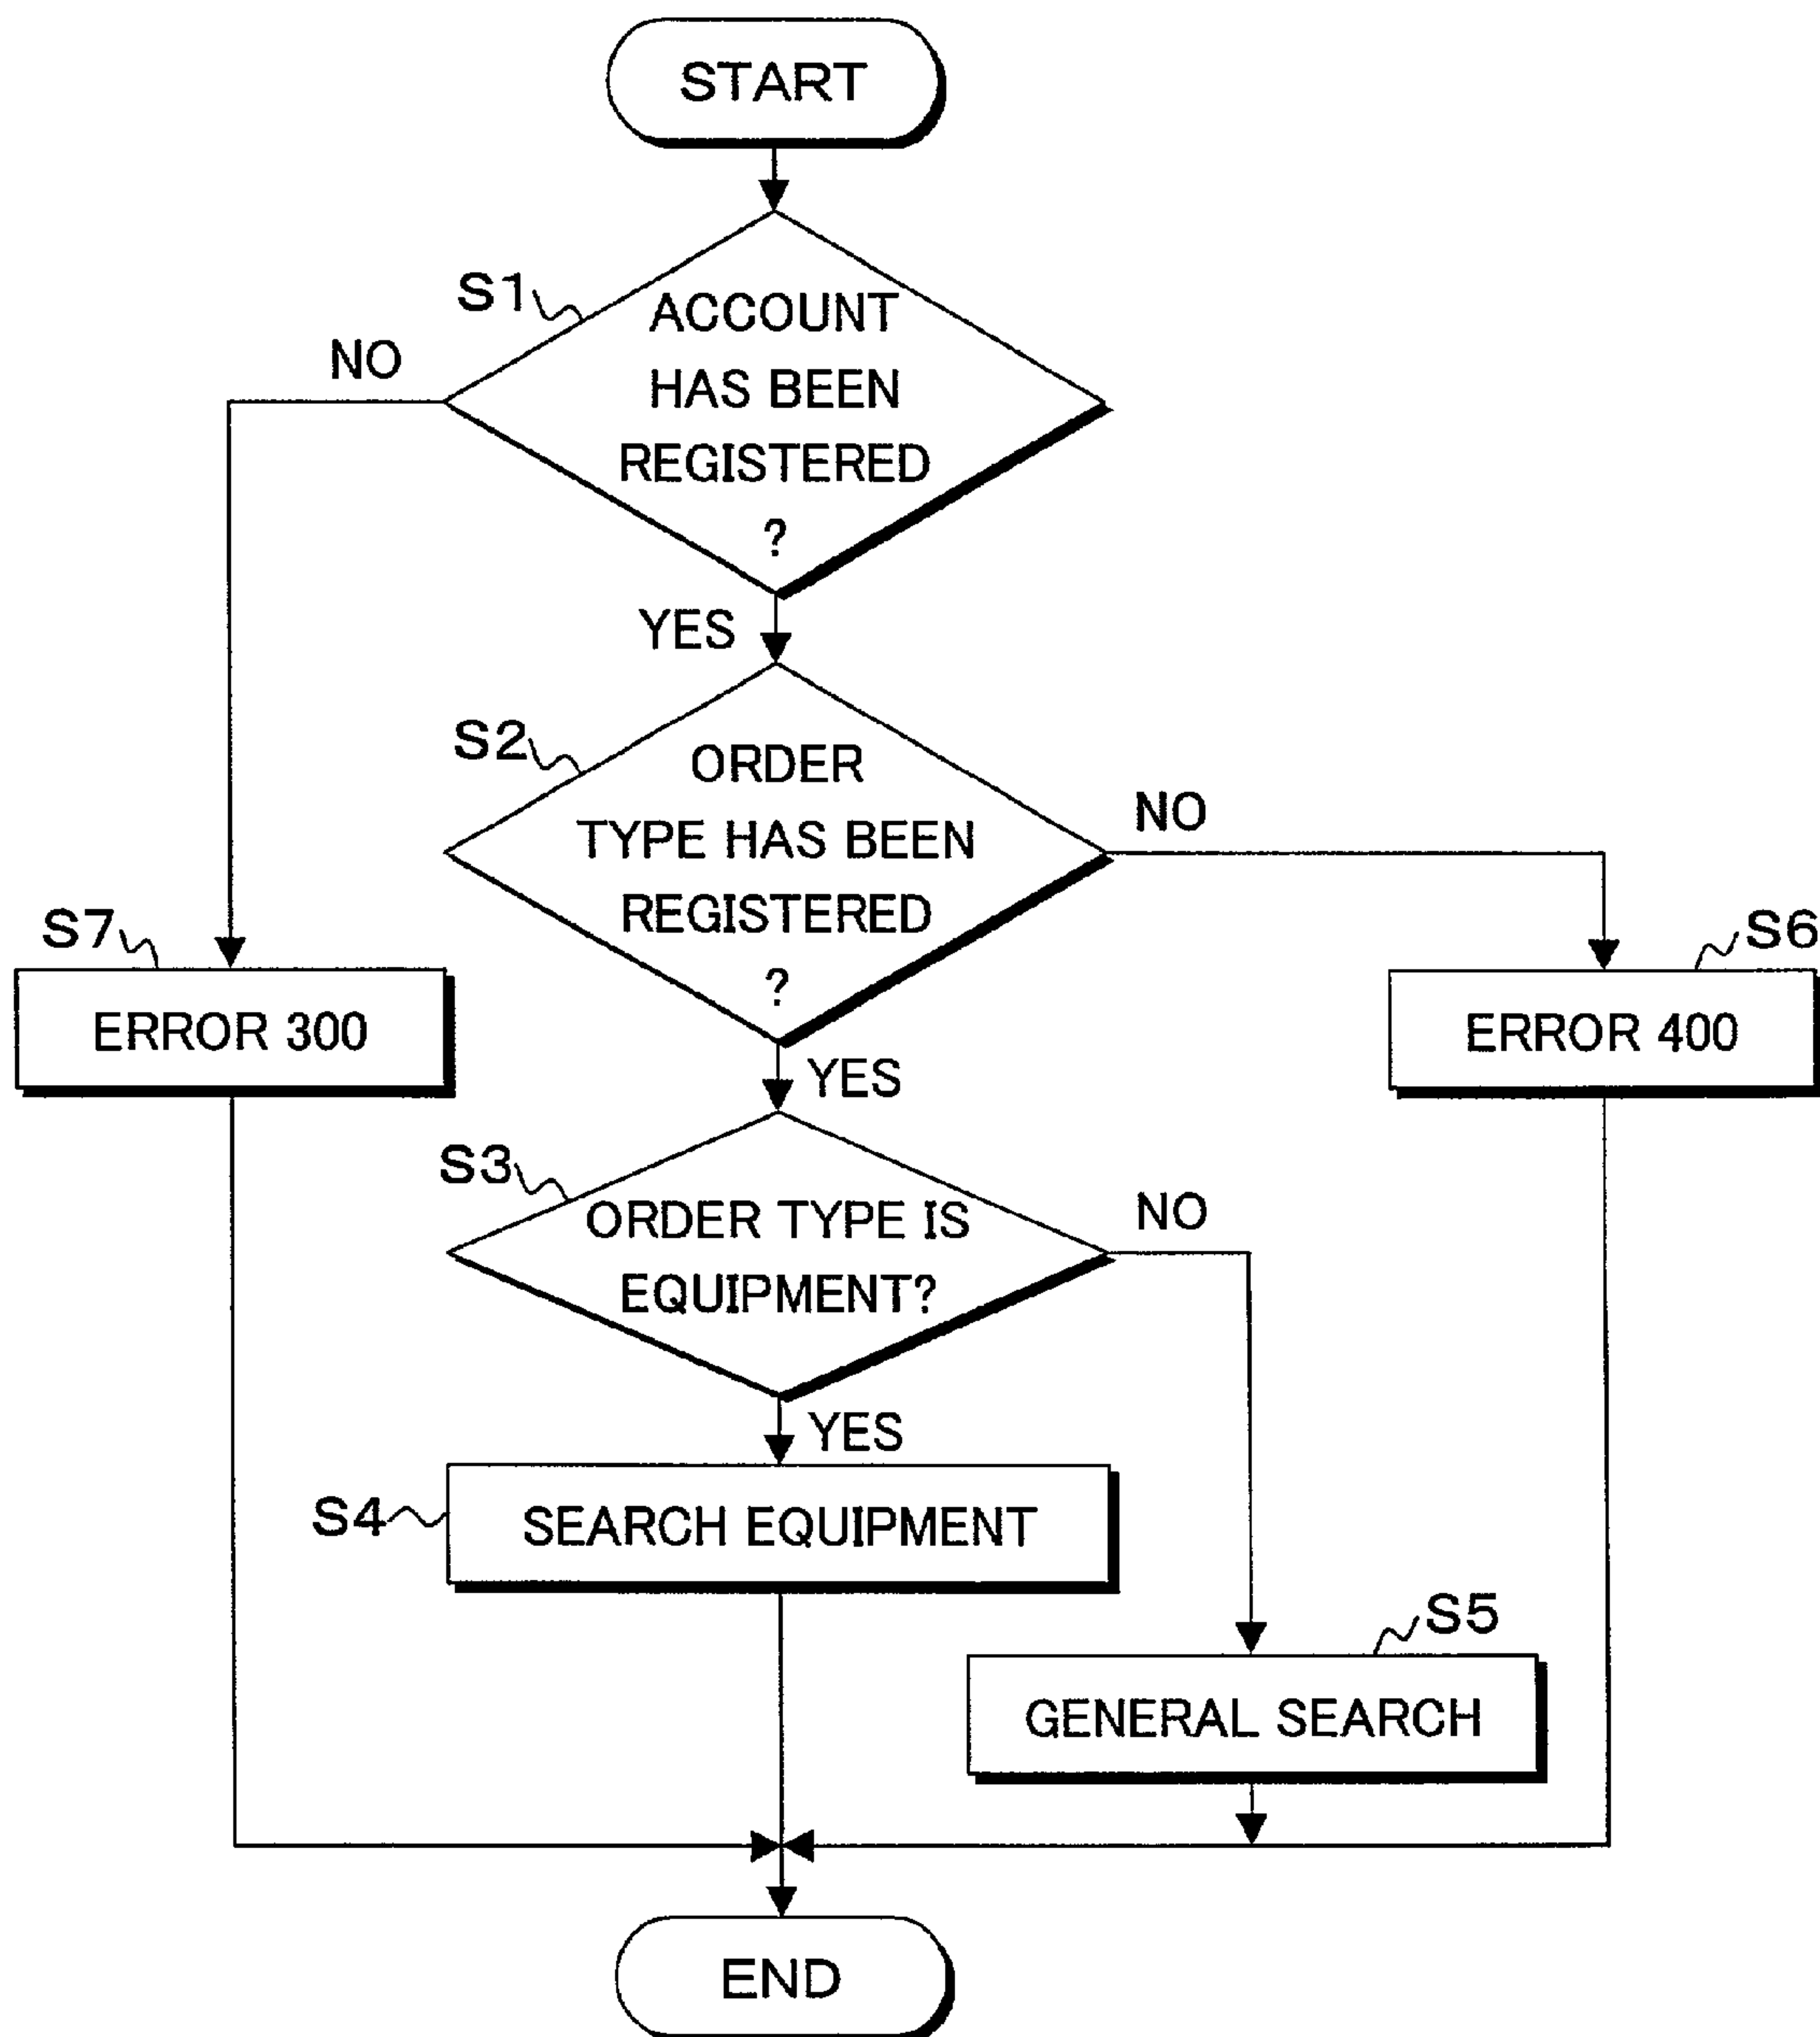 START
S1
ACCOUNT
HAS BEEN
REGISTERED
?
NO
YES
S2
ORDER
TYPE HAS BEEN
REGISTERED
?
NO
S7
ERROR 300
S6
ERROR 400
YES
S3
ORDER TYPE IS
EQUIPMENT?
NO
YES
S4
SEARCH EQUIPMENT
S5
GENERAL SEARCH
END